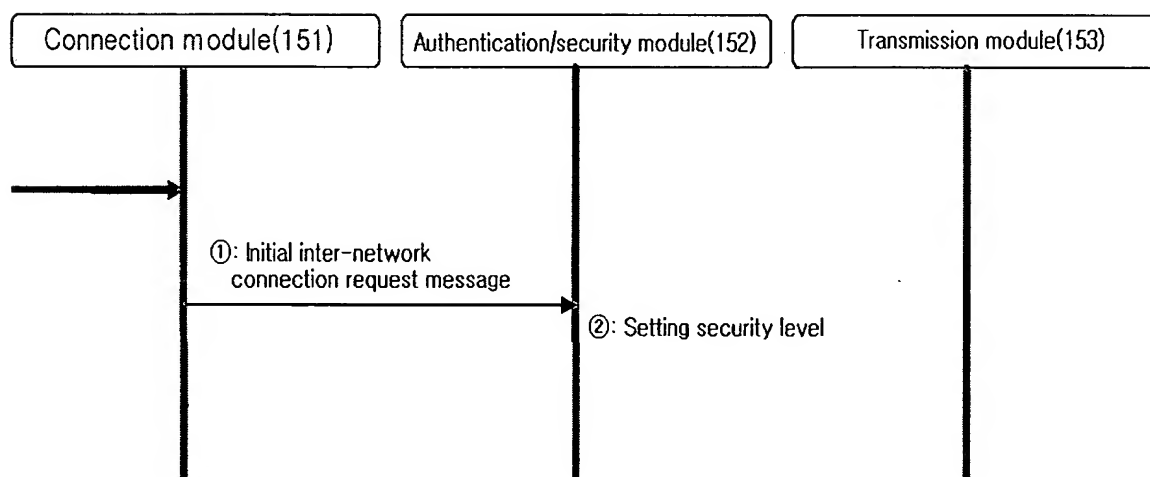 Connection module(151)
Authentication/security module(152)
Transmission module(153)
①: Initial inter-network
connection request message
②: Setting security level